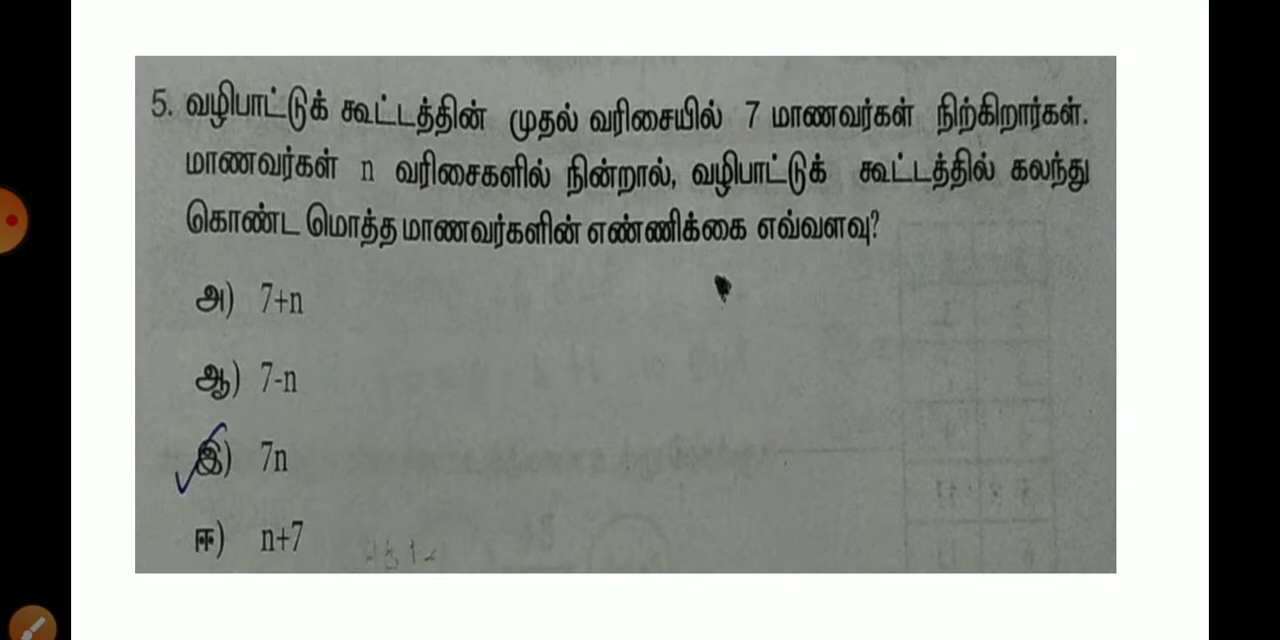 5. வழிபாட்டுக் கூட்டத்தின் முதல் வரிசையில் 7 மாணவர்கள் நிற்கிறார்கள்.
மாணவர்கள் n வரிசைகளில் நின்றால், வழிபாட்டுக் கூட்டத்தில் கலந்து
கொண்ட மொத்த மாணவர்களின் எண்ணிக்கை எவ்வளவு?
அ) 7+n
ஆ) 7-n
இ) 7n
ஈ) n+7